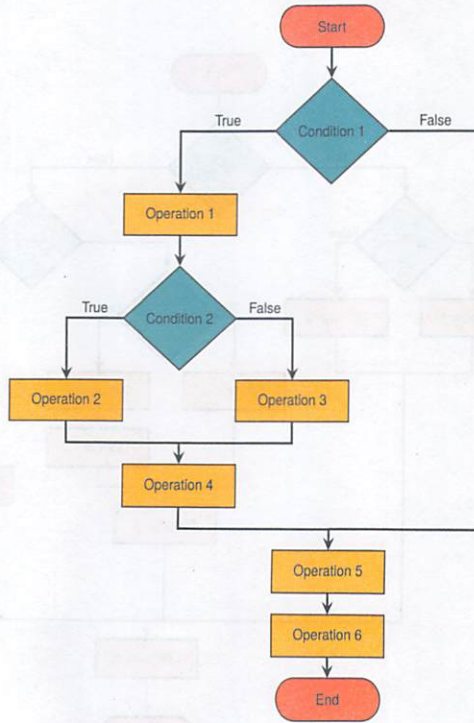 Start
Condition 1
True
False
Operation 1
Condition 2
True
False
Operation 2
Operation 3
Operation 4
Operation 5
Operation 6
End